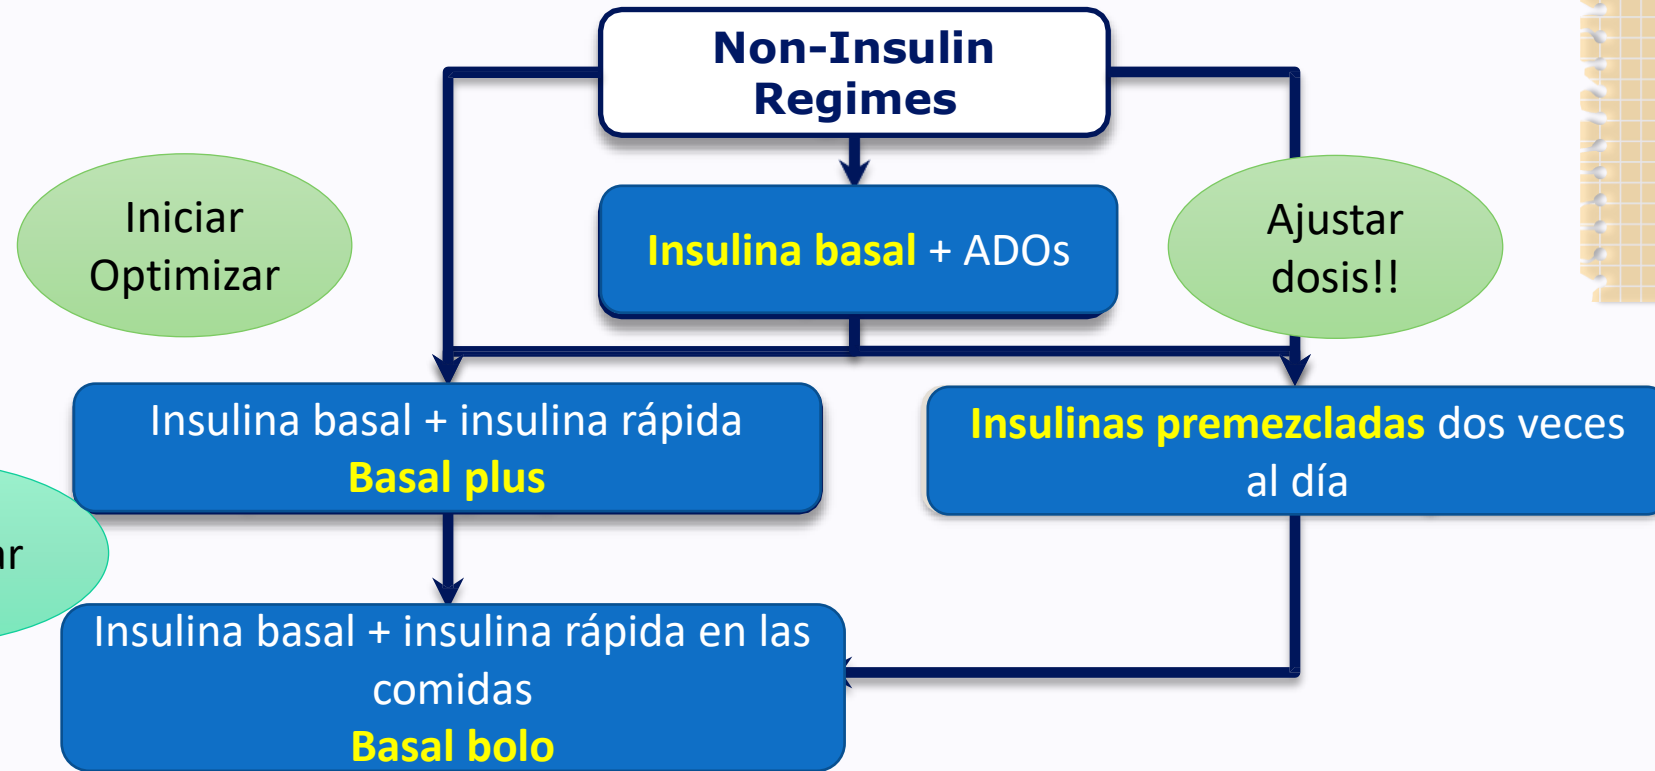 Non-Insulin
Regimes
Iniciar
Optimizar
Insulina basal + ADOs
Ajustar
dosis!!
Insulina basal + insulina rápida
Basal plus
Insulinas premezcladas dos veces
al día
Insulina basal + insulina rápida en las
comidas
Basal bolo